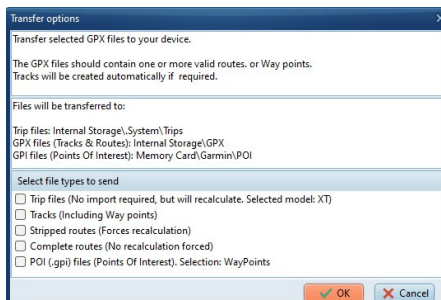 Transfer options
Transfer selected GPX files to your device.
The GPX files should contain one or more valid routes. or Way points.
Tracks will be created automatically if required.
Files will be transferred to:
Trip files: Internal Storage\.System\Trips
GPX files (Tracks & Routes): Internal Storage\GPX
GPI files (Points Of Interest): Memory Card\Garmin\POI
Select file types to send
Trip files (No import required, but will recalculate. Selected model: XT)
Tracks (Including Way points)
Stripped routes (Forces recalculation)
Complete routes (No recalculation forced)
POI (.gpi) files (Points Of Interest). Selection: WayPoints
OK Cancel